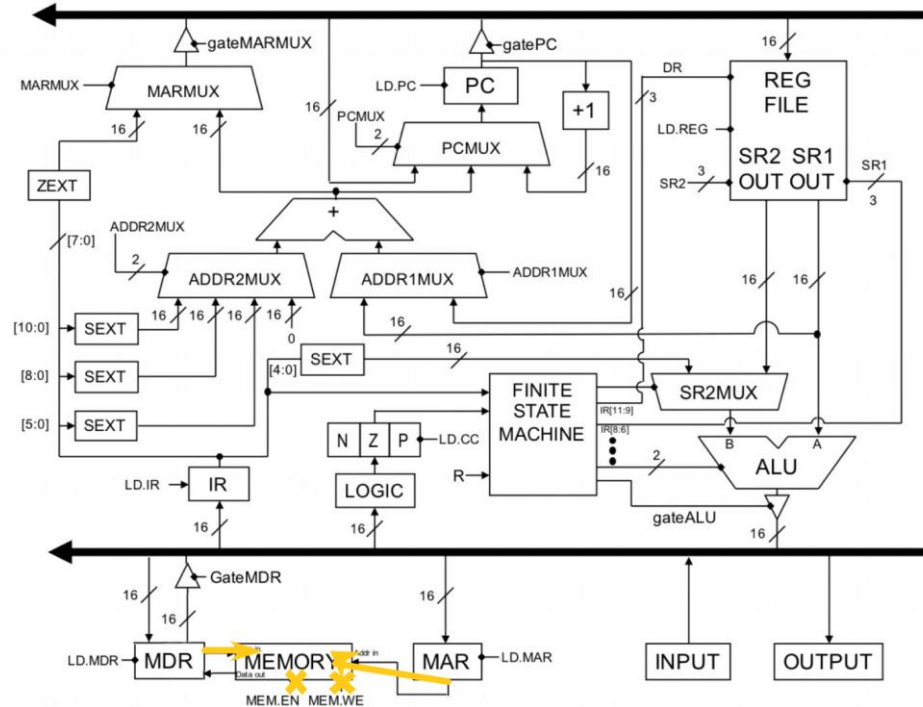 gateMARMUX
gatePC
16
DR
REG
FILE
MARMUX
MARMUX
LD.PC
PC
+1
3
16
PCMUX
2
PCMUX
LD.REG
16
16
16
SR2
OUT
SR1
OUT
SR1
3
SR2
3
ZEXT
+
[7:0]
ADDR2MUX
2
ADDR2MUX
ADDR1MUX
ADDR1MUX
16
16
16
16
16
16
16
16
0
16
[10:0]
SEXT
[4:0]
SEXT
16
[8:0]
SEXT
FINITE
STATE
MACHINE
SR2MUX
IR[11:9]
IR[8:6]
[5:0]
SEXT
N Z P
LD.CC
B
A
ALU
2
LD.IR
IR
LOGIC
R
gateALU
16
16
16
GateMDR
16
16
16
LD.MDR
MDR
MEMORY
Addr in
Data out
MAR
LD.MAR
INPUT
OUTPUT
MEM.EN
MEM.WE